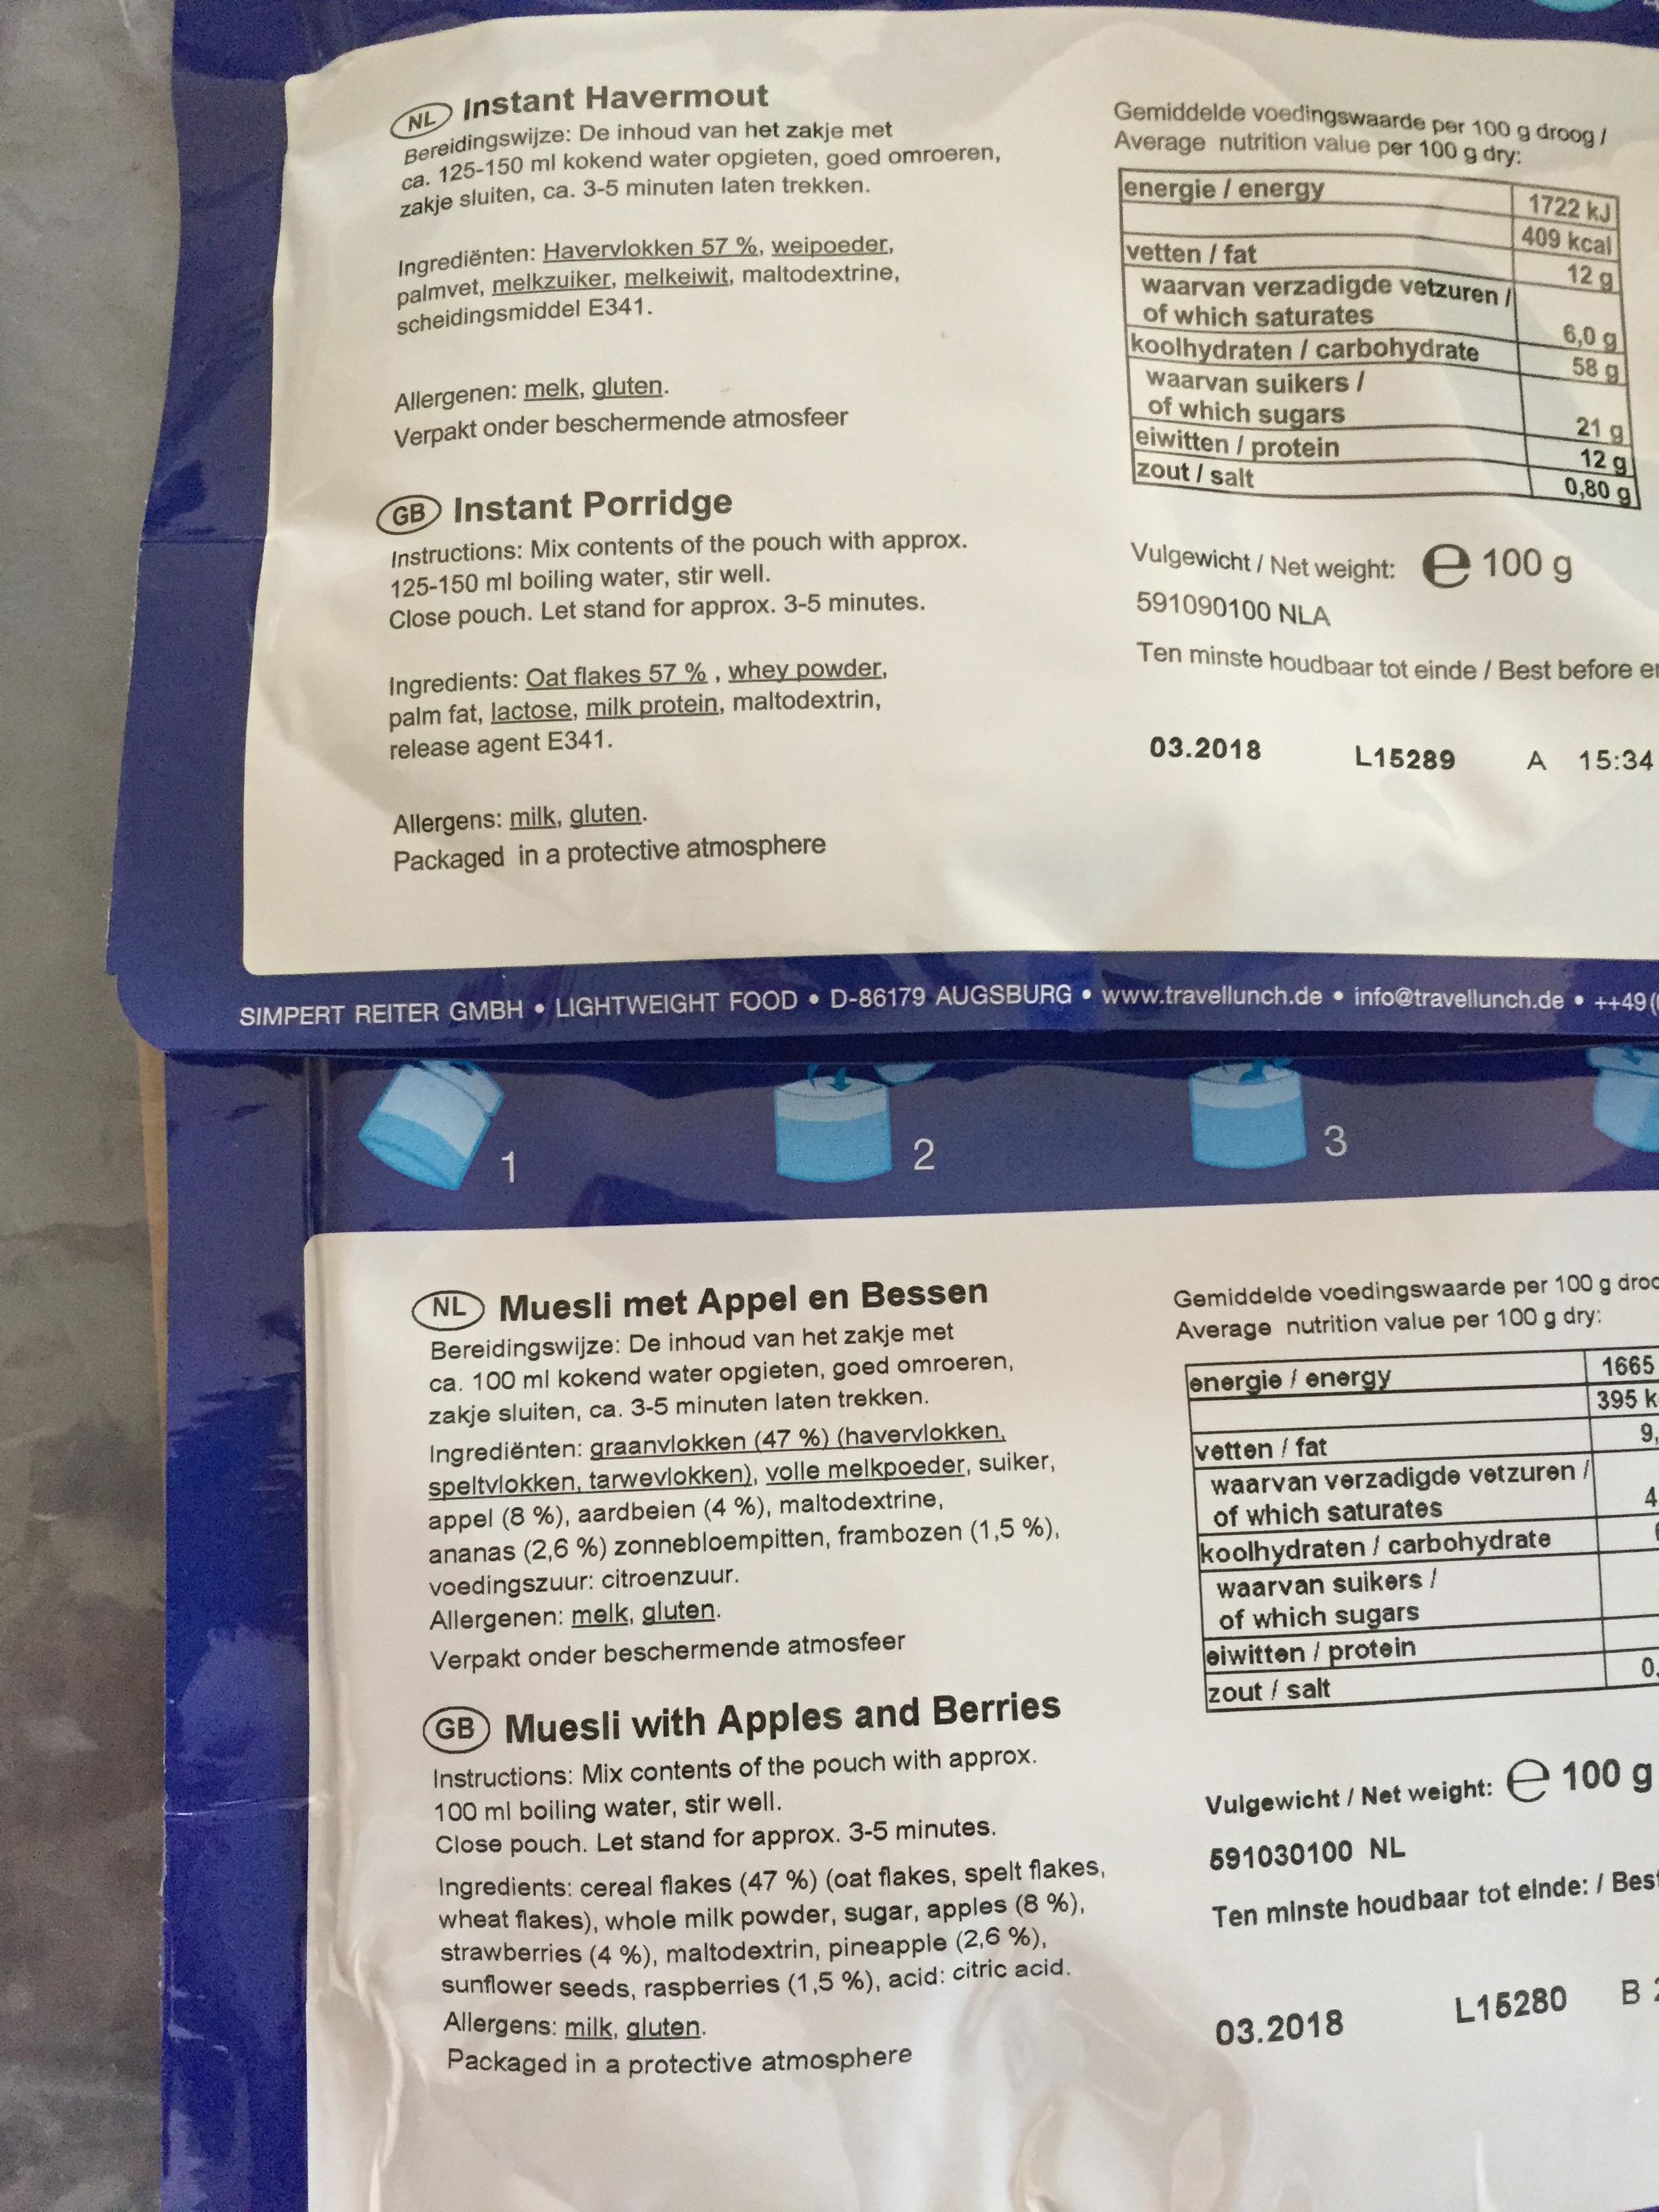 NL Instant Havermout
Bereidingswijze: De inhoud van het zakje met
ca. 125-150 ml kokend water opgieten, goed omroeren,
zakje sluiten, ca. 3-5 minuten laten trekken.
Ingrediënten: Havervlokken 57 %, weipoeder,
palmvet, melkzuiker, melkeiwit, maltodextrine,
scheidingsmiddel E341.
Allergenen: melk, gluten.
Verpakt onder beschermende atmosfeer
GB Instant Porridge
Instructions: Mix contents of the pouch with approx.
125-150 ml boiling water, stir well.
Close pouch. Let stand for approx. 3-5 minutes.
Ingredients: Oat flakes 57 % , whey powder,
palm fat, lactose, milk protein, maltodextrin,
release agent E341.
Allergens: milk, gluten.
Packaged in a protective atmosphere
Gemiddelde voedingswaarde per 100 g droog /
Average nutrition value per 100 g dry:
energie / energy 1722 kJ
409 kcal
vetten / fat 12 g
waarvan verzadigde vetzuren /
of which saturates 6,0 g
koolhydraten / carbohydrate 58 g
waarvan suikers /
of which sugars 21 g
eiwitten / protein 12 g
zout / salt 0,80 g
Vulgewicht / Net weight: e 100 g
591090100 NLA
Ten minste houdbaar tot einde / Best before
03.2018 L15289 A 15:34
SIMPERT REITER GMBH • LIGHTWEIGHT FOOD • D-86179 AUGSBURG • www.travellunch.de • info@travellunch.de • ++49 (
1 2 3
NL Muesli met Appel en Bessen
Bereidingswijze: De inhoud van het zakje met
ca. 100 ml kokend water opgieten, goed omroeren,
zakje sluiten, ca. 3-5 minuten laten trekken.
Ingrediënten: graanvlokken (47 %) (havervlokken,
speltvlokken, tarwevlokken), volle melkpoeder, suiker,
appel (8 %), aardbeien (4 %), maltodextrine,
ananas (2,6 %) zonnebloempitten, frambozen (1,5 %),
voedingszuur: citroenzuur.
Allergenen: melk, gluten.
Verpakt onder beschermende atmosfeer
GB Muesli with Apples and Berries
Instructions: Mix contents of the pouch with approx.
100 ml boiling water, stir well.
Close pouch. Let stand for approx. 3-5 minutes.
Ingredients: cereal flakes (47 %) (oat flakes, spelt flakes,
wheat flakes), whole milk powder, sugar, apples (8 %),
strawberries (4 %), maltodextrin, pineapple (2,6 %),
sunflower seeds, raspberries (1,5 %), acid: citric acid.
Allergens: milk, gluten.
Packaged in a protective atmosphere
Gemiddelde voedingswaarde per 100 g
Average nutrition value per 100 g dry:
energie / energy 1665
395
vetten / fat 9,
waarvan verzadigde vetzuren /
of which saturates 4
koolhydraten / carbohydrate
waarvan suikers /
of which sugars
eiwitten / protein
zout / salt 0,
Vulgewicht / Net weight: e 100 g
591030100 NL
Ten minste houdbaar tot einde: / Best
03.2018 L15280 B